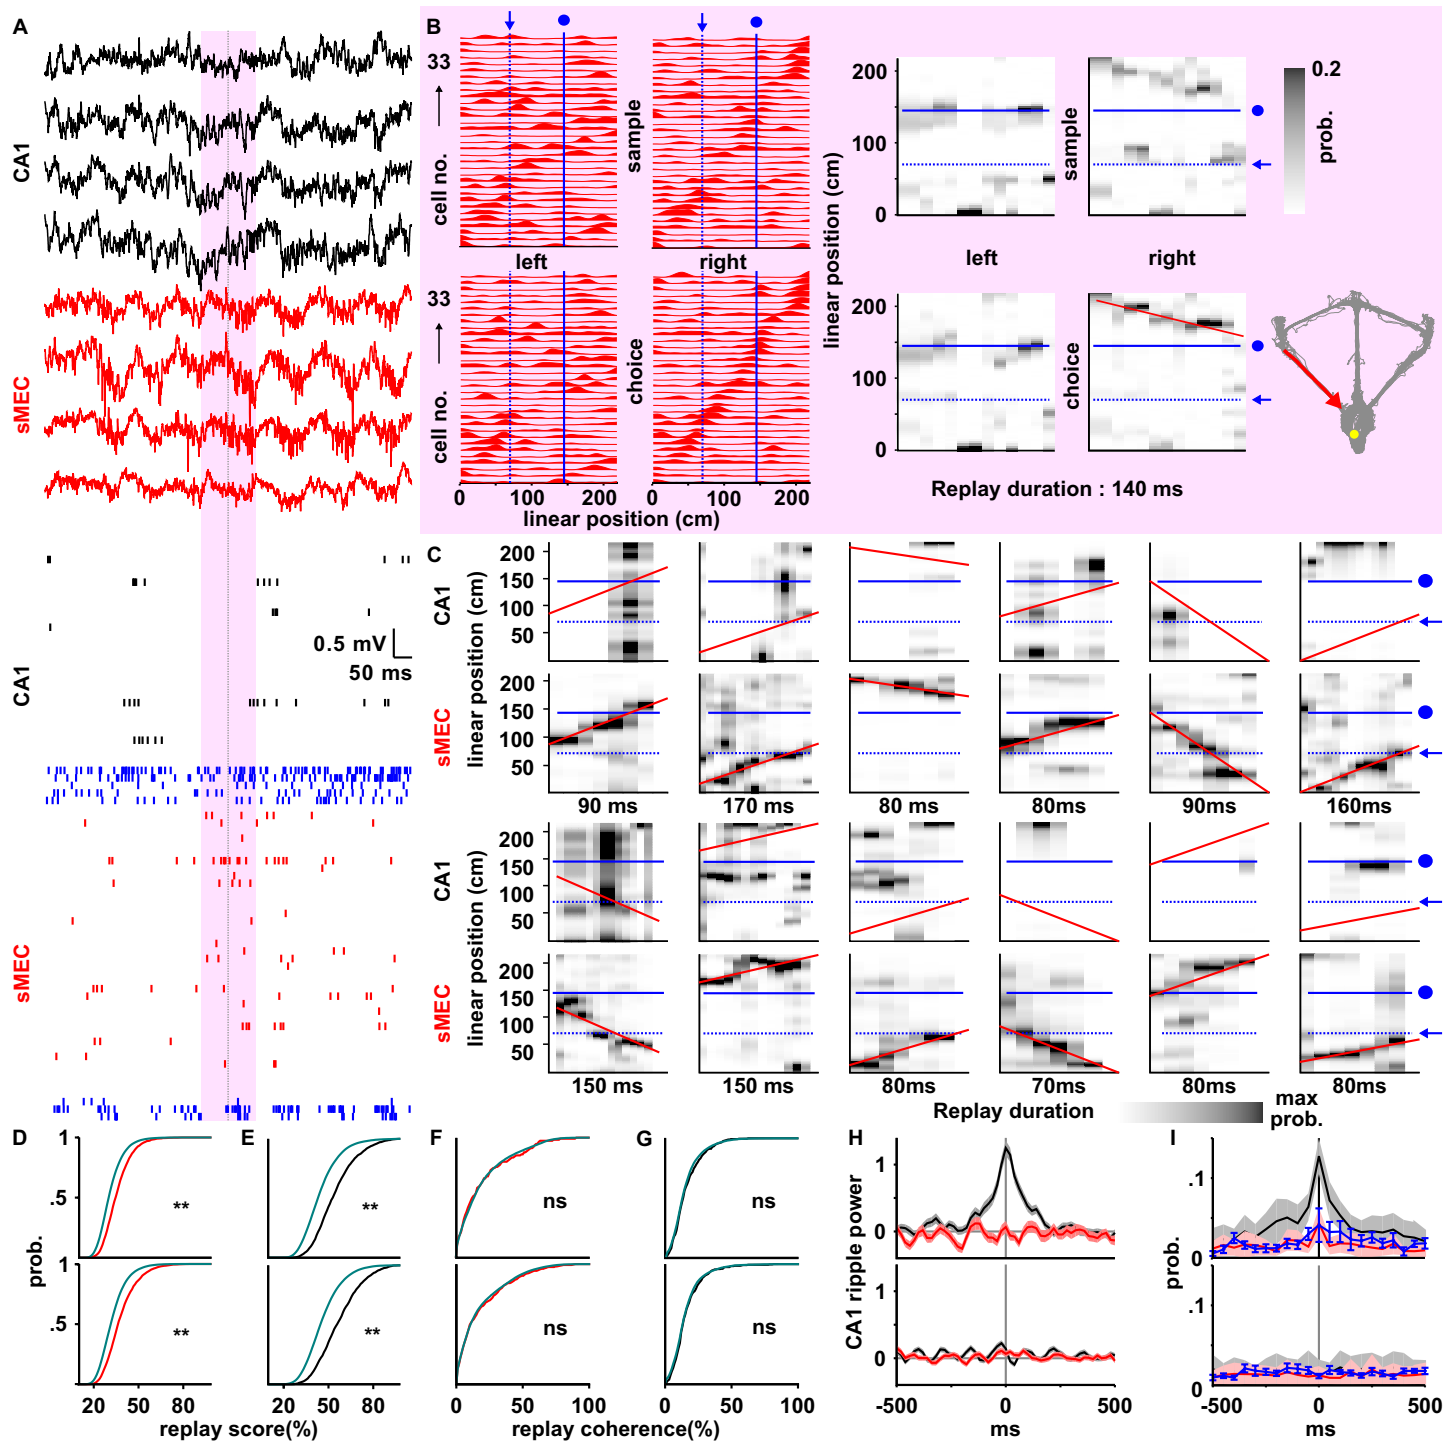 A
CA1
sMEC
0.5 mV
50 ms
CA1
sMEC
B
33
cell no.
sample
left
right
33
cell no.
choice
0
100
200
0
100
200
linear position (cm)
linear position (cm)
200
100
0
sample
0.2
prob.
left
right
200
100
0
choice
Replay duration : 140 ms
C
CA1
sMEC
linear position (cm)
200
150
100
50
200
150
100
50
90 ms
170 ms
80 ms
80ms
90ms
160ms
CA1
sMEC
linear position (cm)
200
150
100
50
200
150
100
50
150 ms
150 ms
80ms
70ms
80ms
80ms
Replay duration
max
prob.
D
1
.5
**
1
.5
**
prob.
20
80
E
**
**
20
80
replay score(%)
F
ns
ns
0
50
100
G
ns
ns
0
50
100
replay coherence(%)
H
CA1 ripple power
1
0
1
0
-500
0
500
ms
I
prob.
.1
0
.1
0
-500
0
500
ms